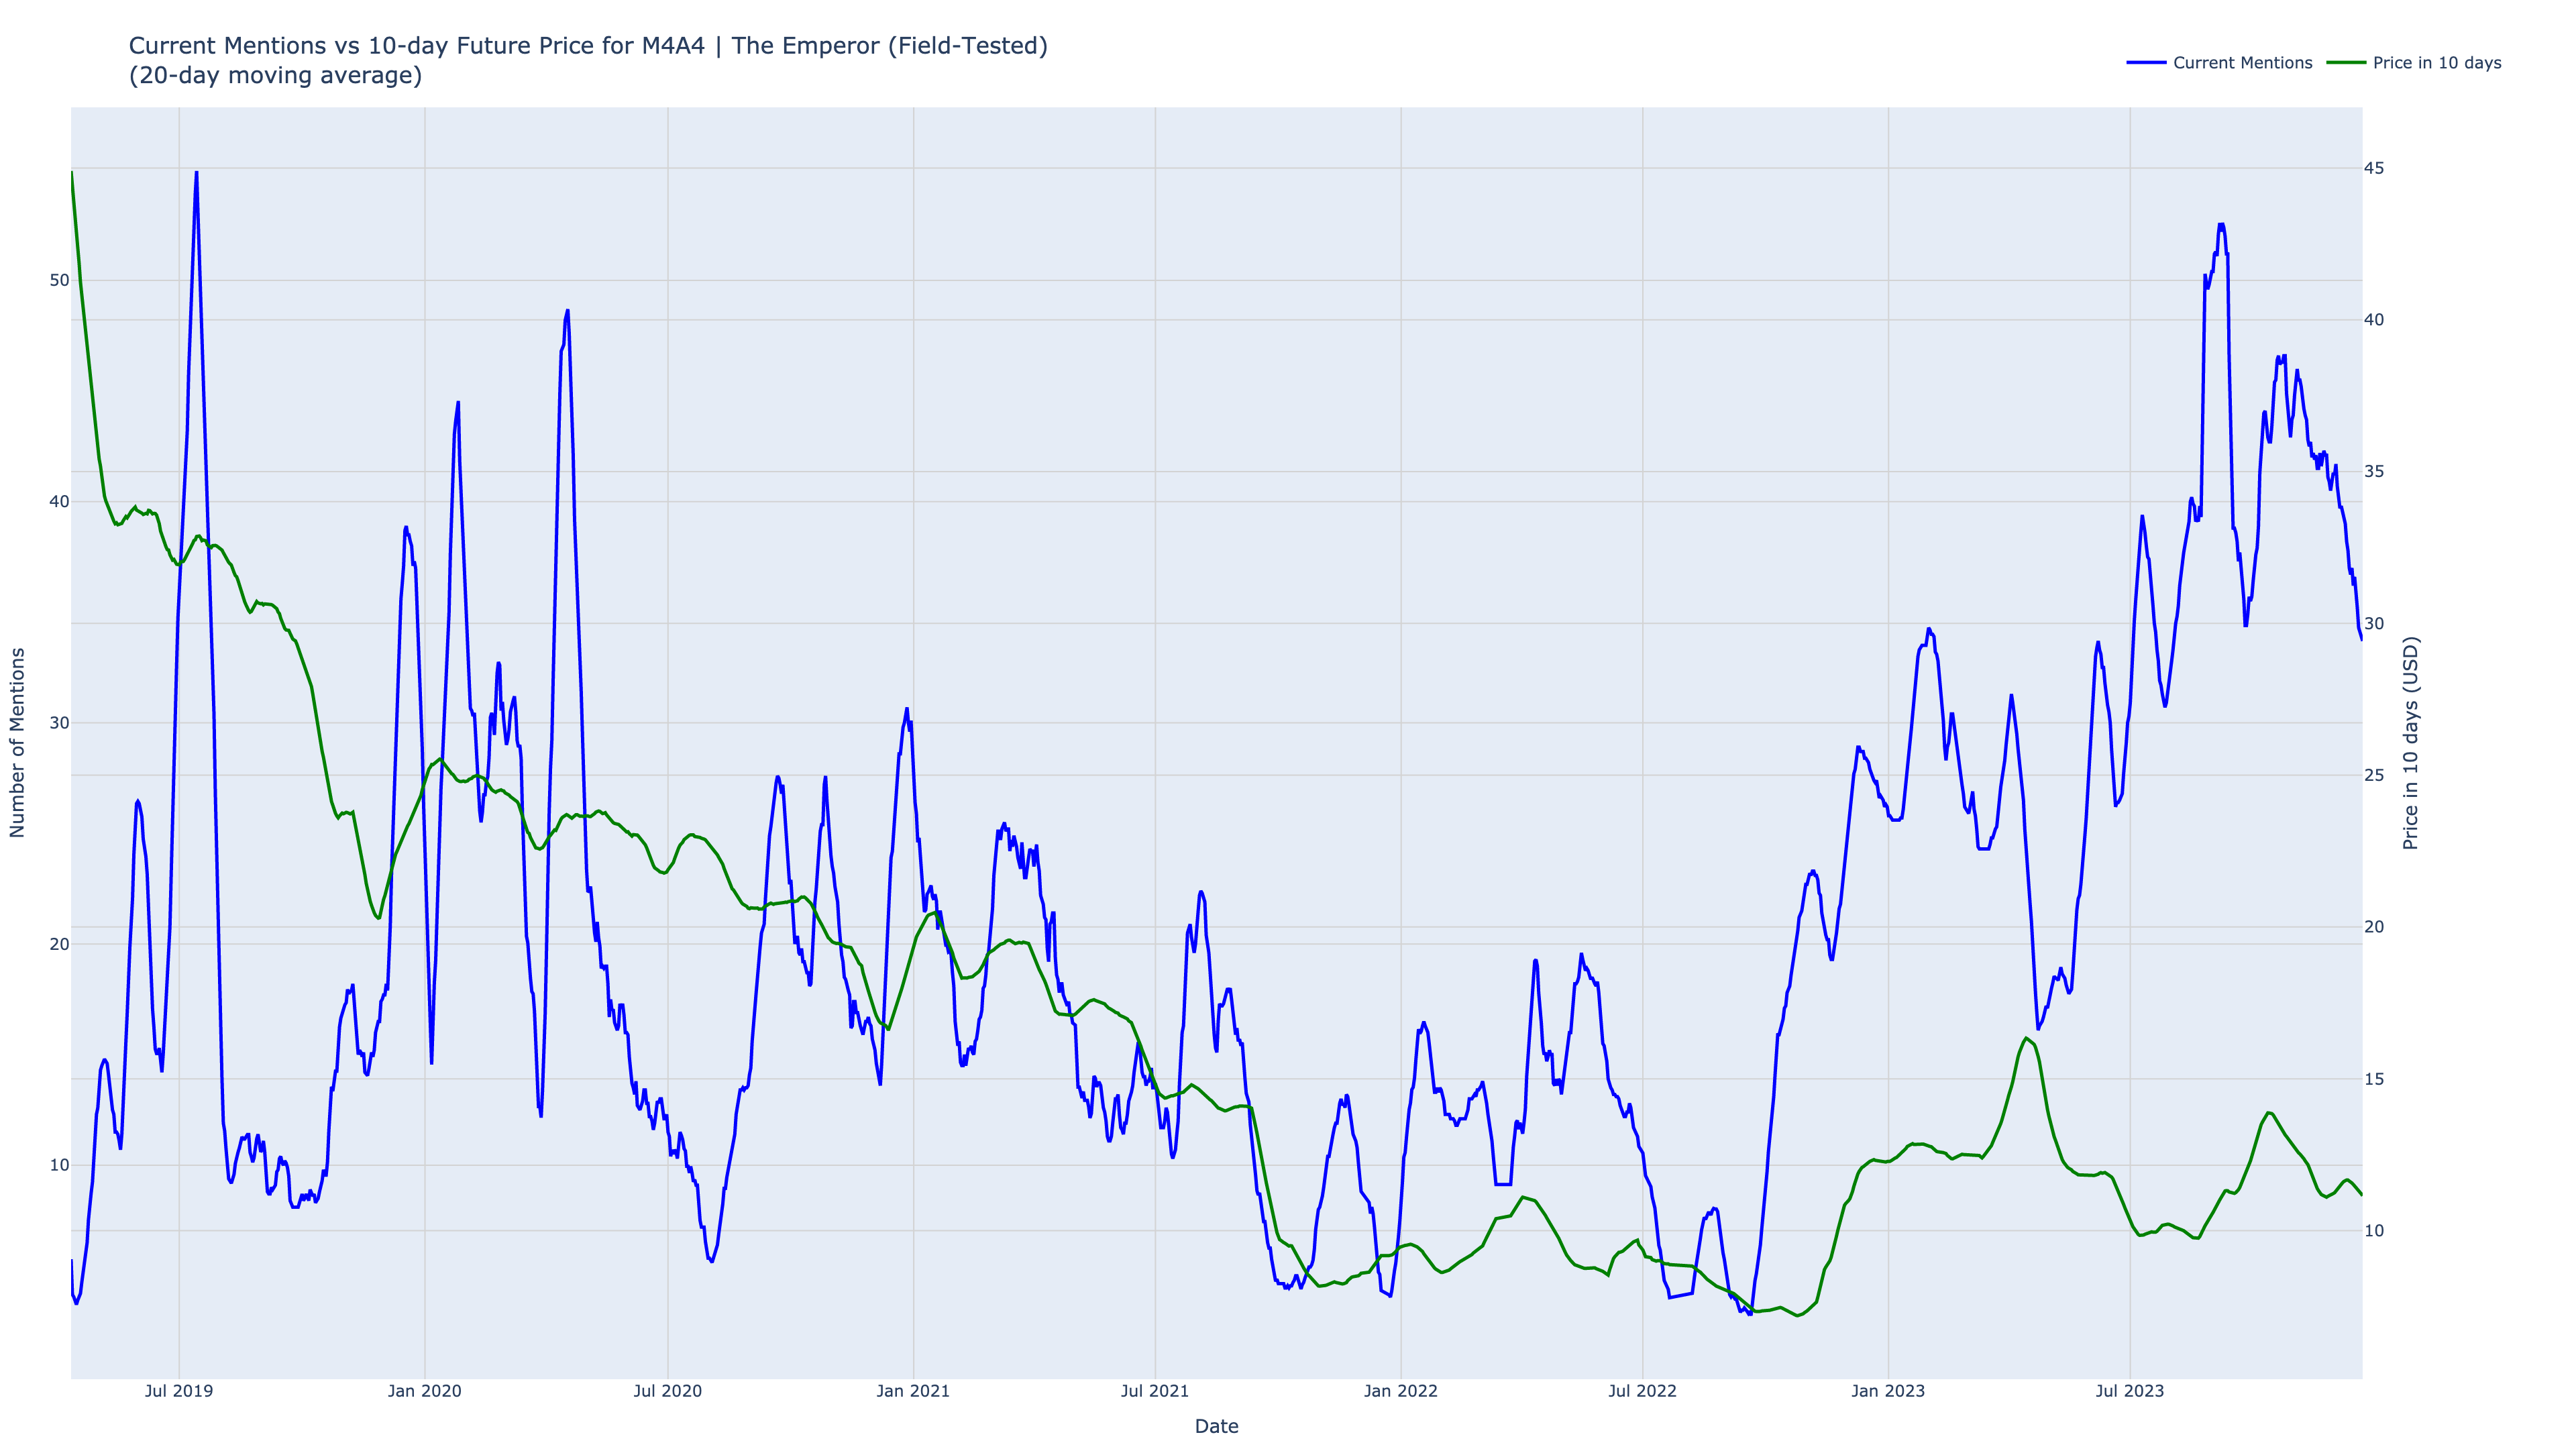 Current Mentions vs 10-day Future Price for M4A4 | The Emperor (Field-Tested)
(20-day moving average)
Current Mentions
Price in 10 days
50
40
30
20
10
Number of Mentions
45
40
35
30
25
20
15
10
Price in 10 days (USD)
Jul 2019
Jan 2020
Jul 2020
Jan 2021
Jul 2021
Jan 2022
Jul 2022
Jan 2023
Jul 2023
Date